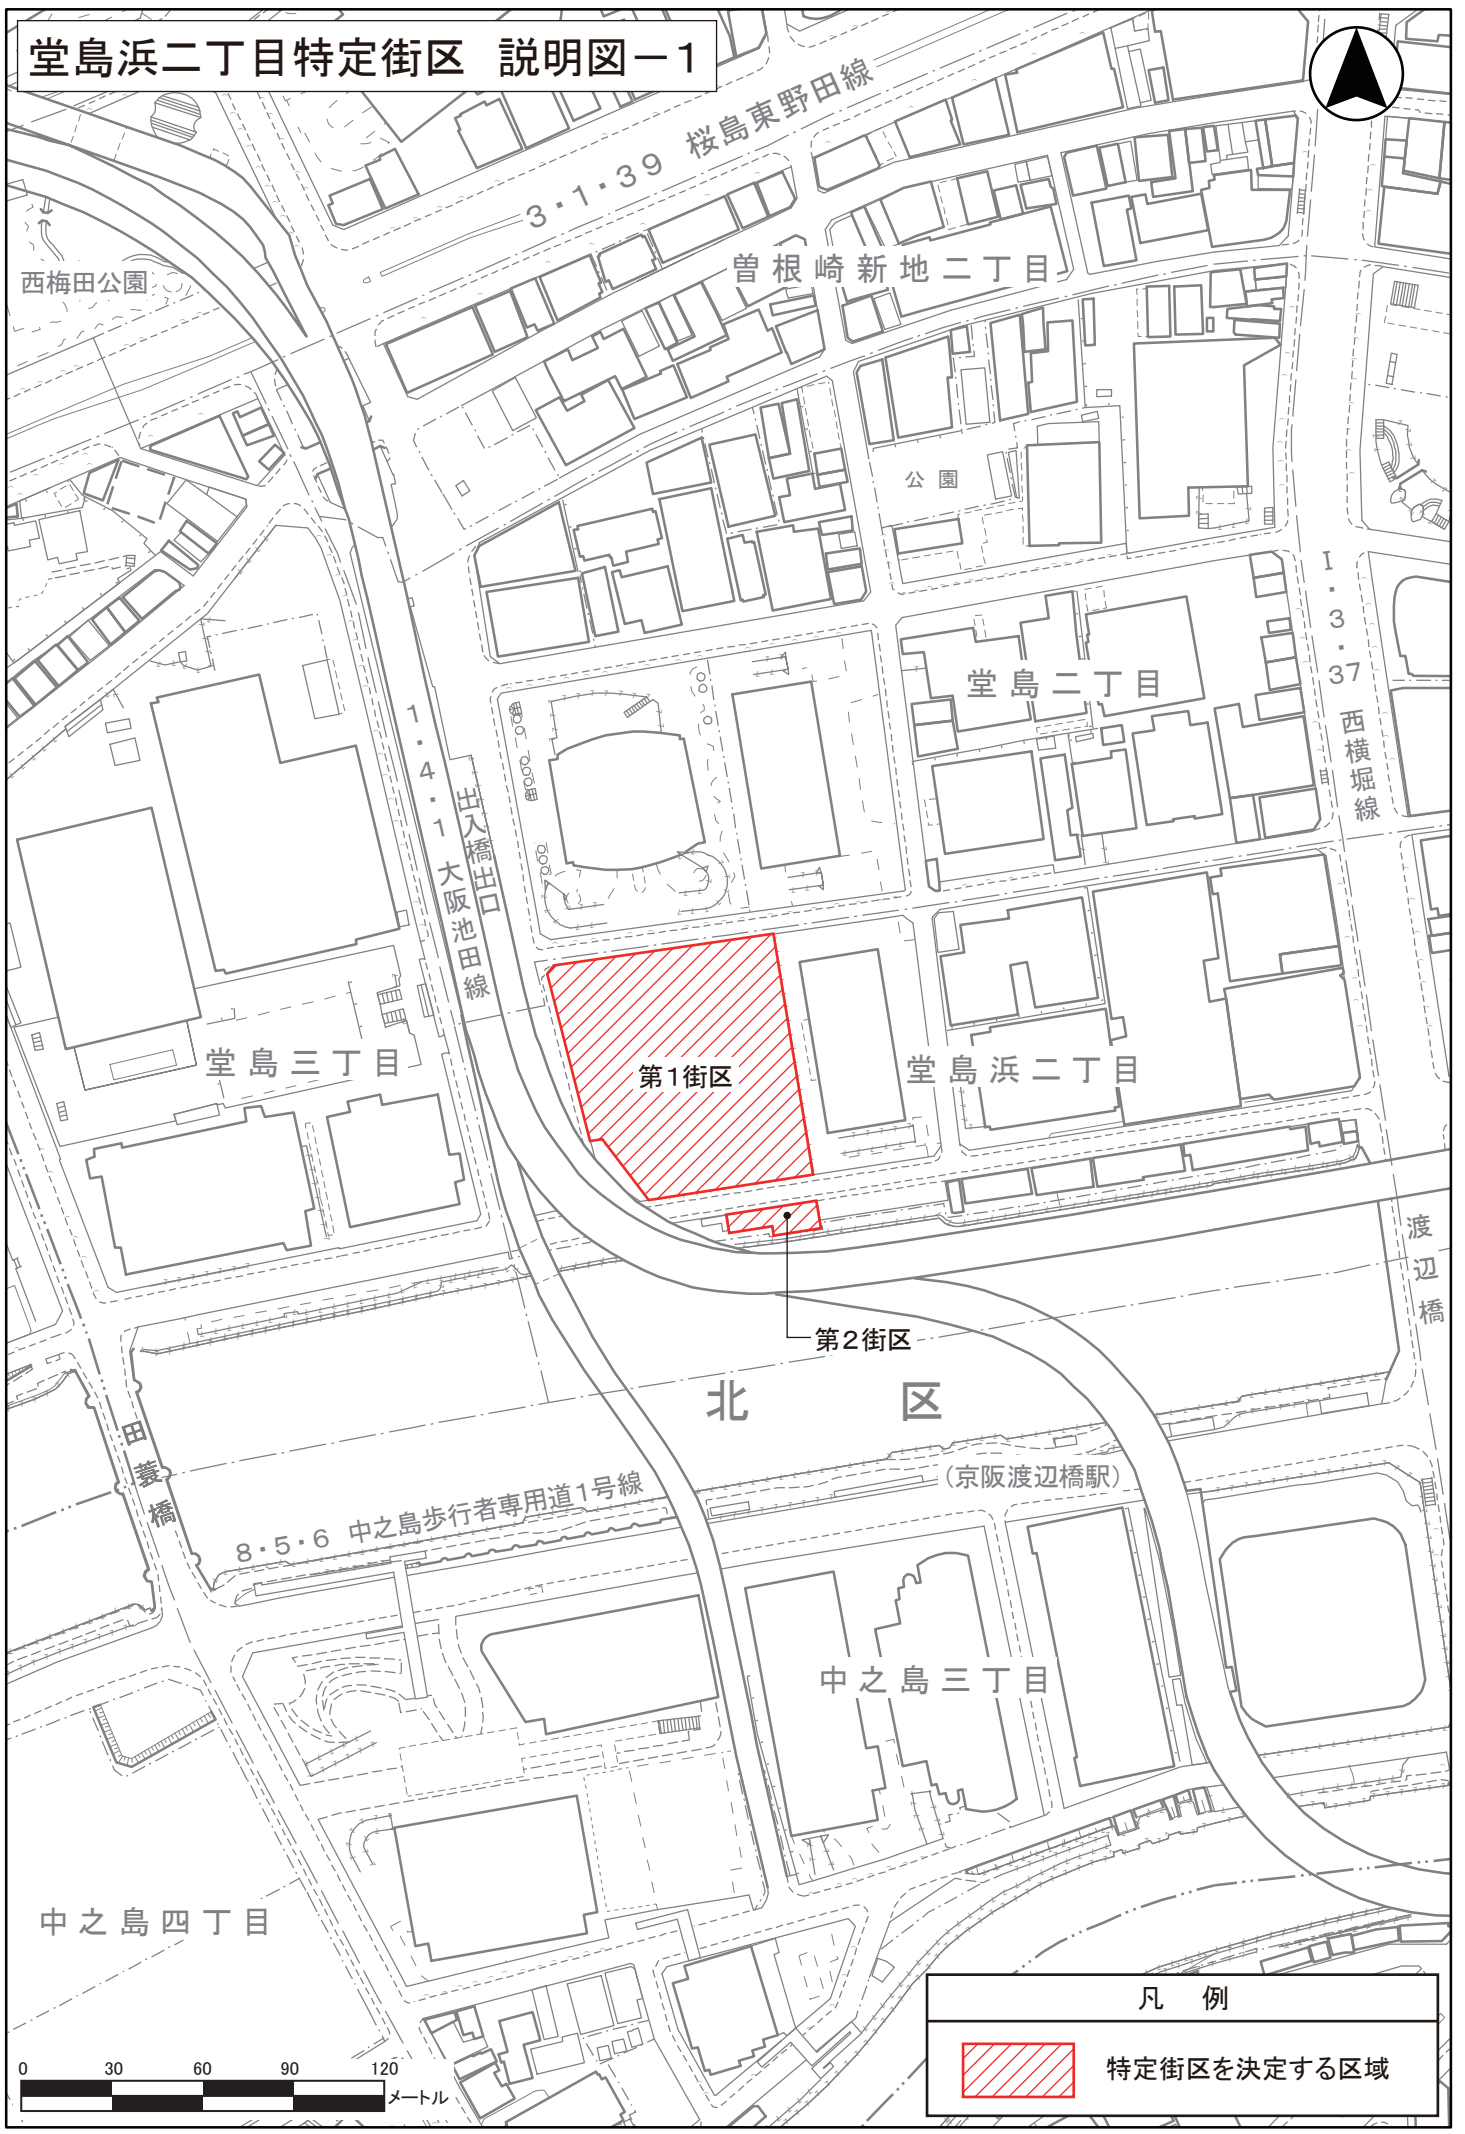 堂島浜二丁目特定街区 説明図－1
3・1・39 桜島東野田線
西梅田公園
曽根崎新地二丁目
公園
I・3・37 西横堀線
堂島二丁目
1・4・1 大阪池田線
出入橋出口
堂島三丁目
第1街区
堂島浜二丁目
渡辺橋
第2街区
北区
田蓑橋
(京阪渡辺橋駅)
8・5・6 中之島歩行者専用道1号線
中之島三丁目
中之島四丁目
凡 例
特定街区を決定する区域
0 30 60 90 120
メートル